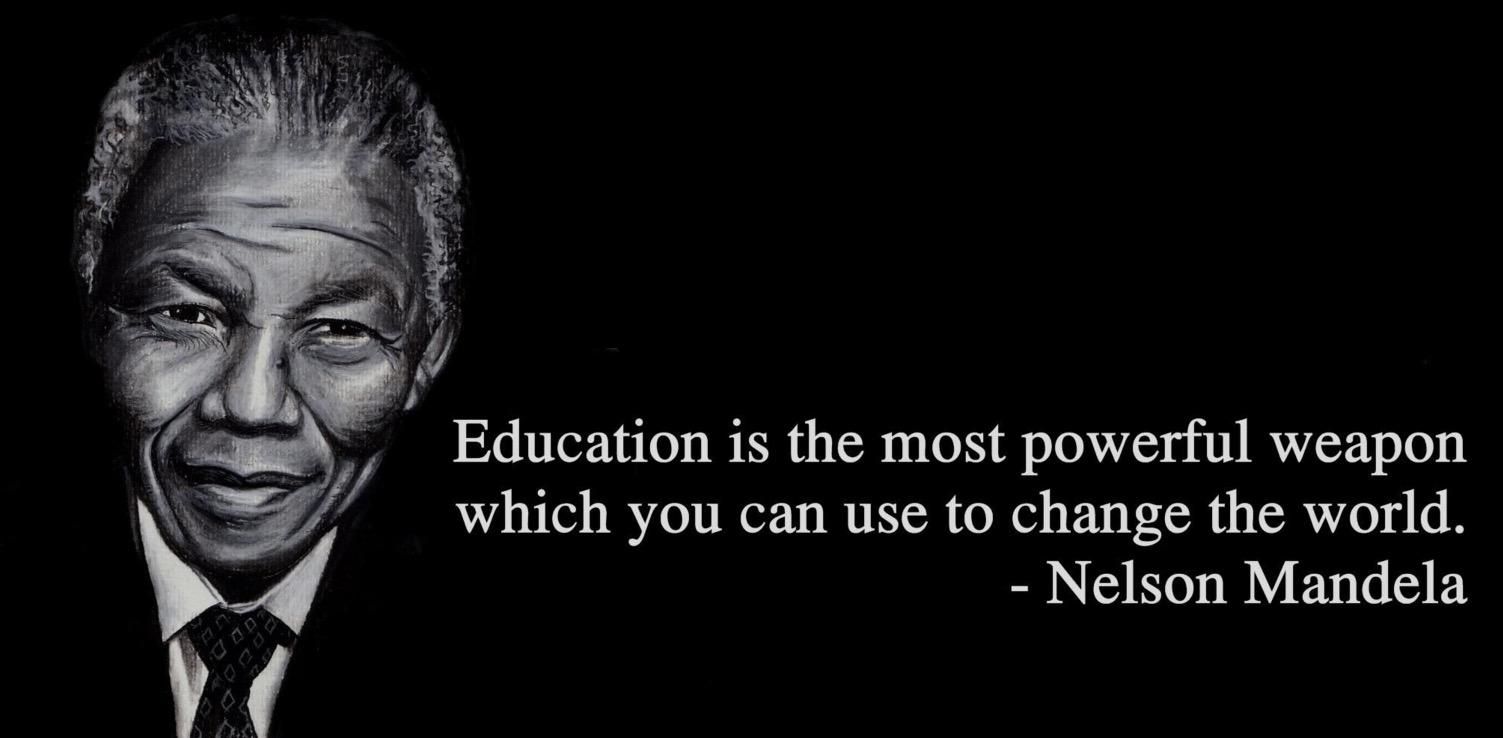 Education is the most powerful weapon
which you can use to change the world.
- Nelson Mandela